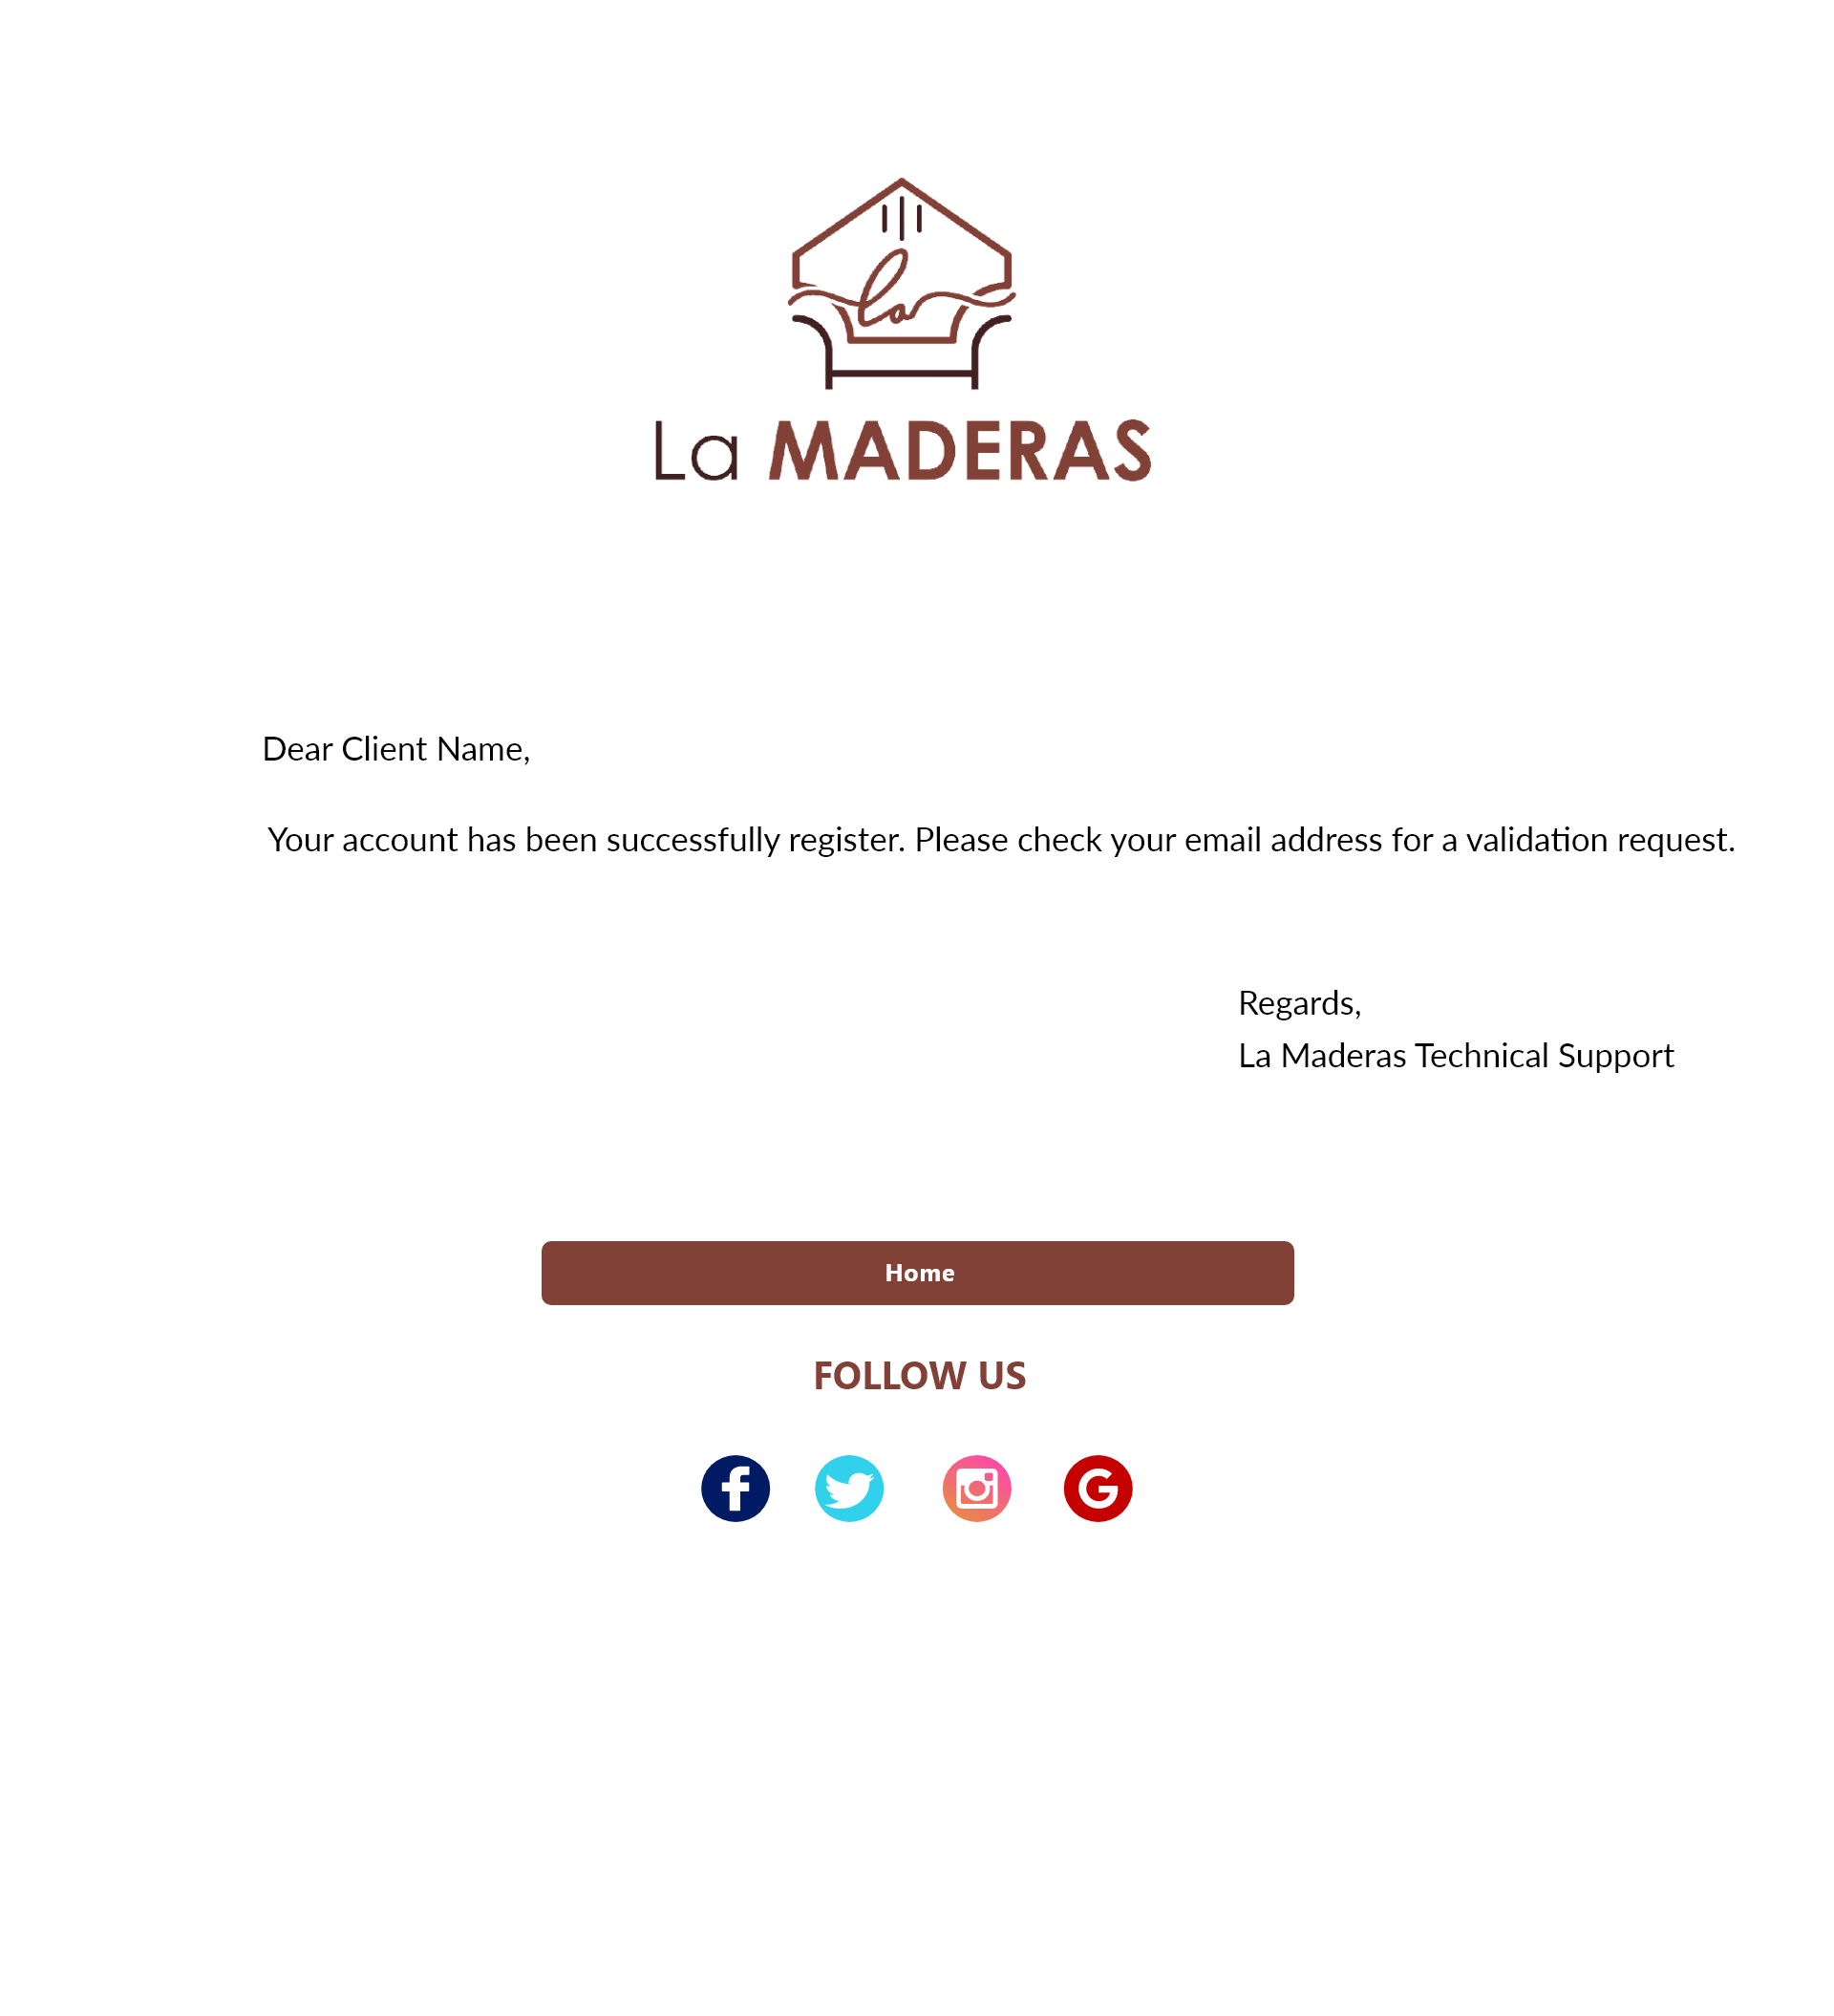 la
La MADERAS
Dear Client Name,
Your account has been successfully register. Please check your email address for a validation request.
Regards,
La Maderas Technical Support
Home
FOLLOW US